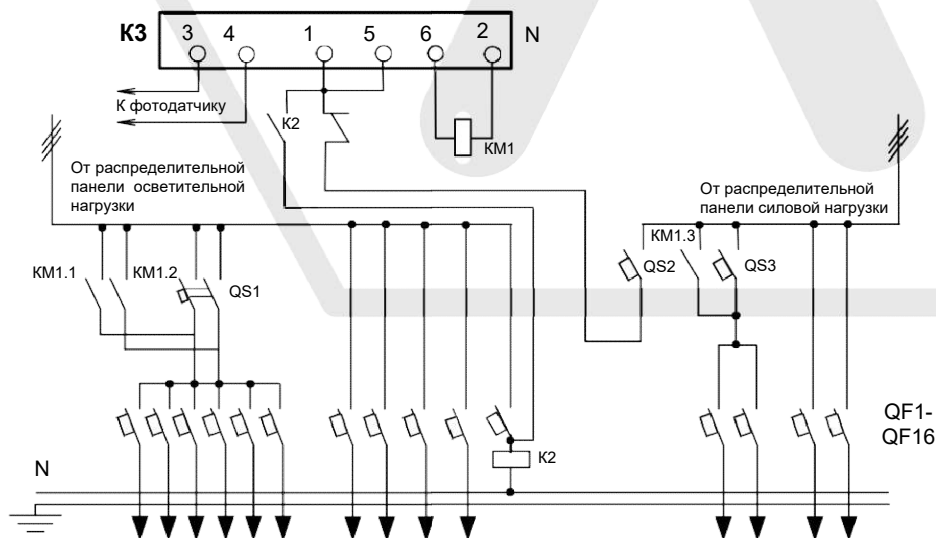 К3 3 4 1 5 6 2 N
К фотодатчику
К2
КМ1
От распределительной
панели осветительной
нагрузки
От распределительной
панели силовой нагрузки
КМ1.1
КМ1.2
QS1
КМ1.3
QS2
QS3
QF1-
QF16
К2
N